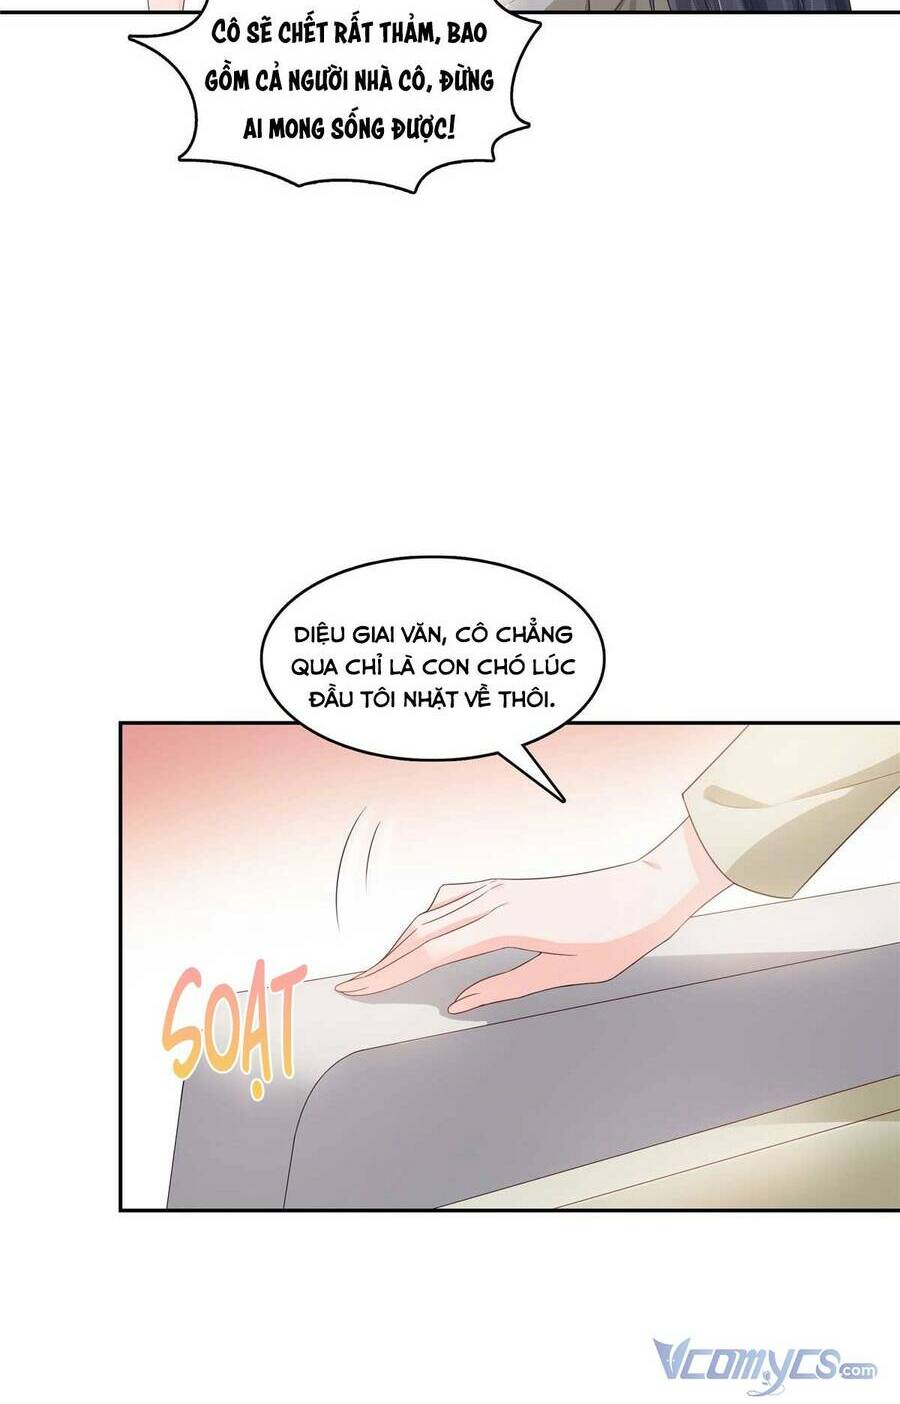 CÔ SẼ CHẾT RẤT THẢM, BAO
GỒM CẢ NGƯỜI NHÀ CÔ, ĐỪNG
AI MONG SỐNG ĐƯỢC!
DIỆU GIAI VĂN, CÔ CHẲNG
QUA CHỈ LÀ CON CHÓ LÚC
ĐẦU TÔI NHẶT VỀ THÔI.
SOẠT
VCOMYCS.com